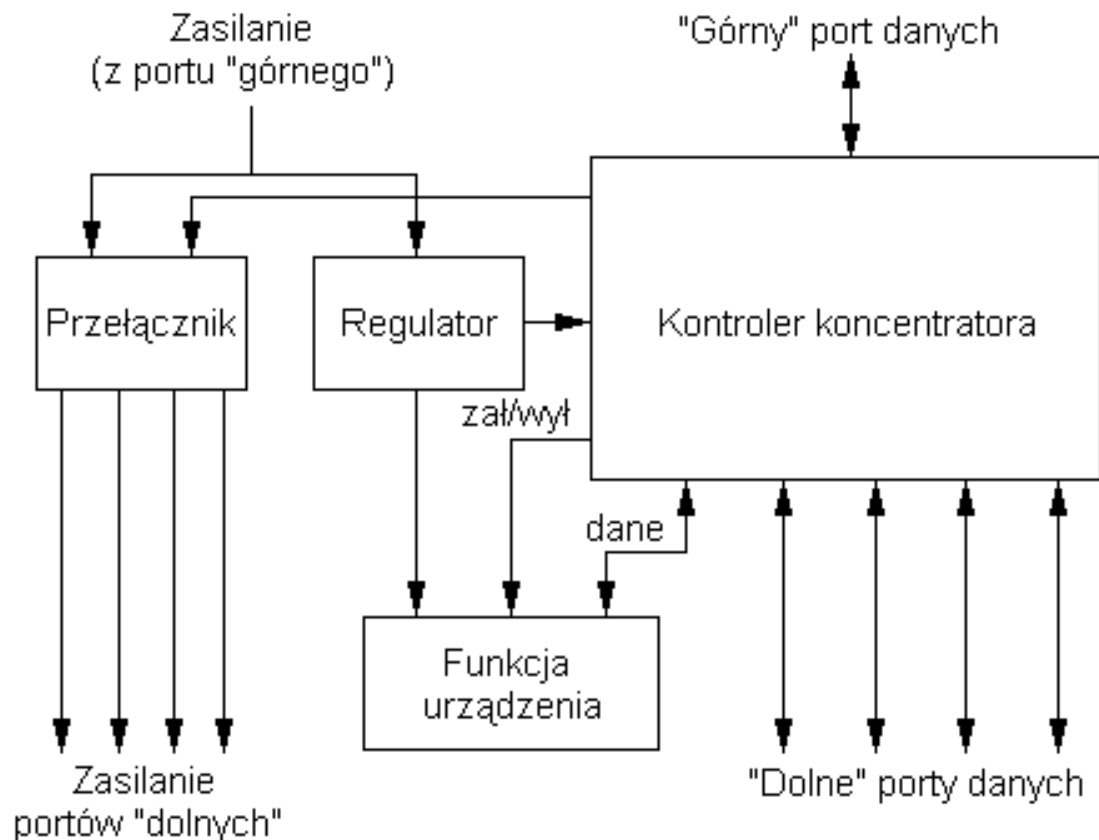 Zasilanie
(z portu "górnego")
"Górny" port danych
Przełącznik
Regulator
Kontroler koncentratora
zał/wył
dane
Funkcja
urządzenia
Zasilanie
portów "dolnych"
"Dolne" porty danych